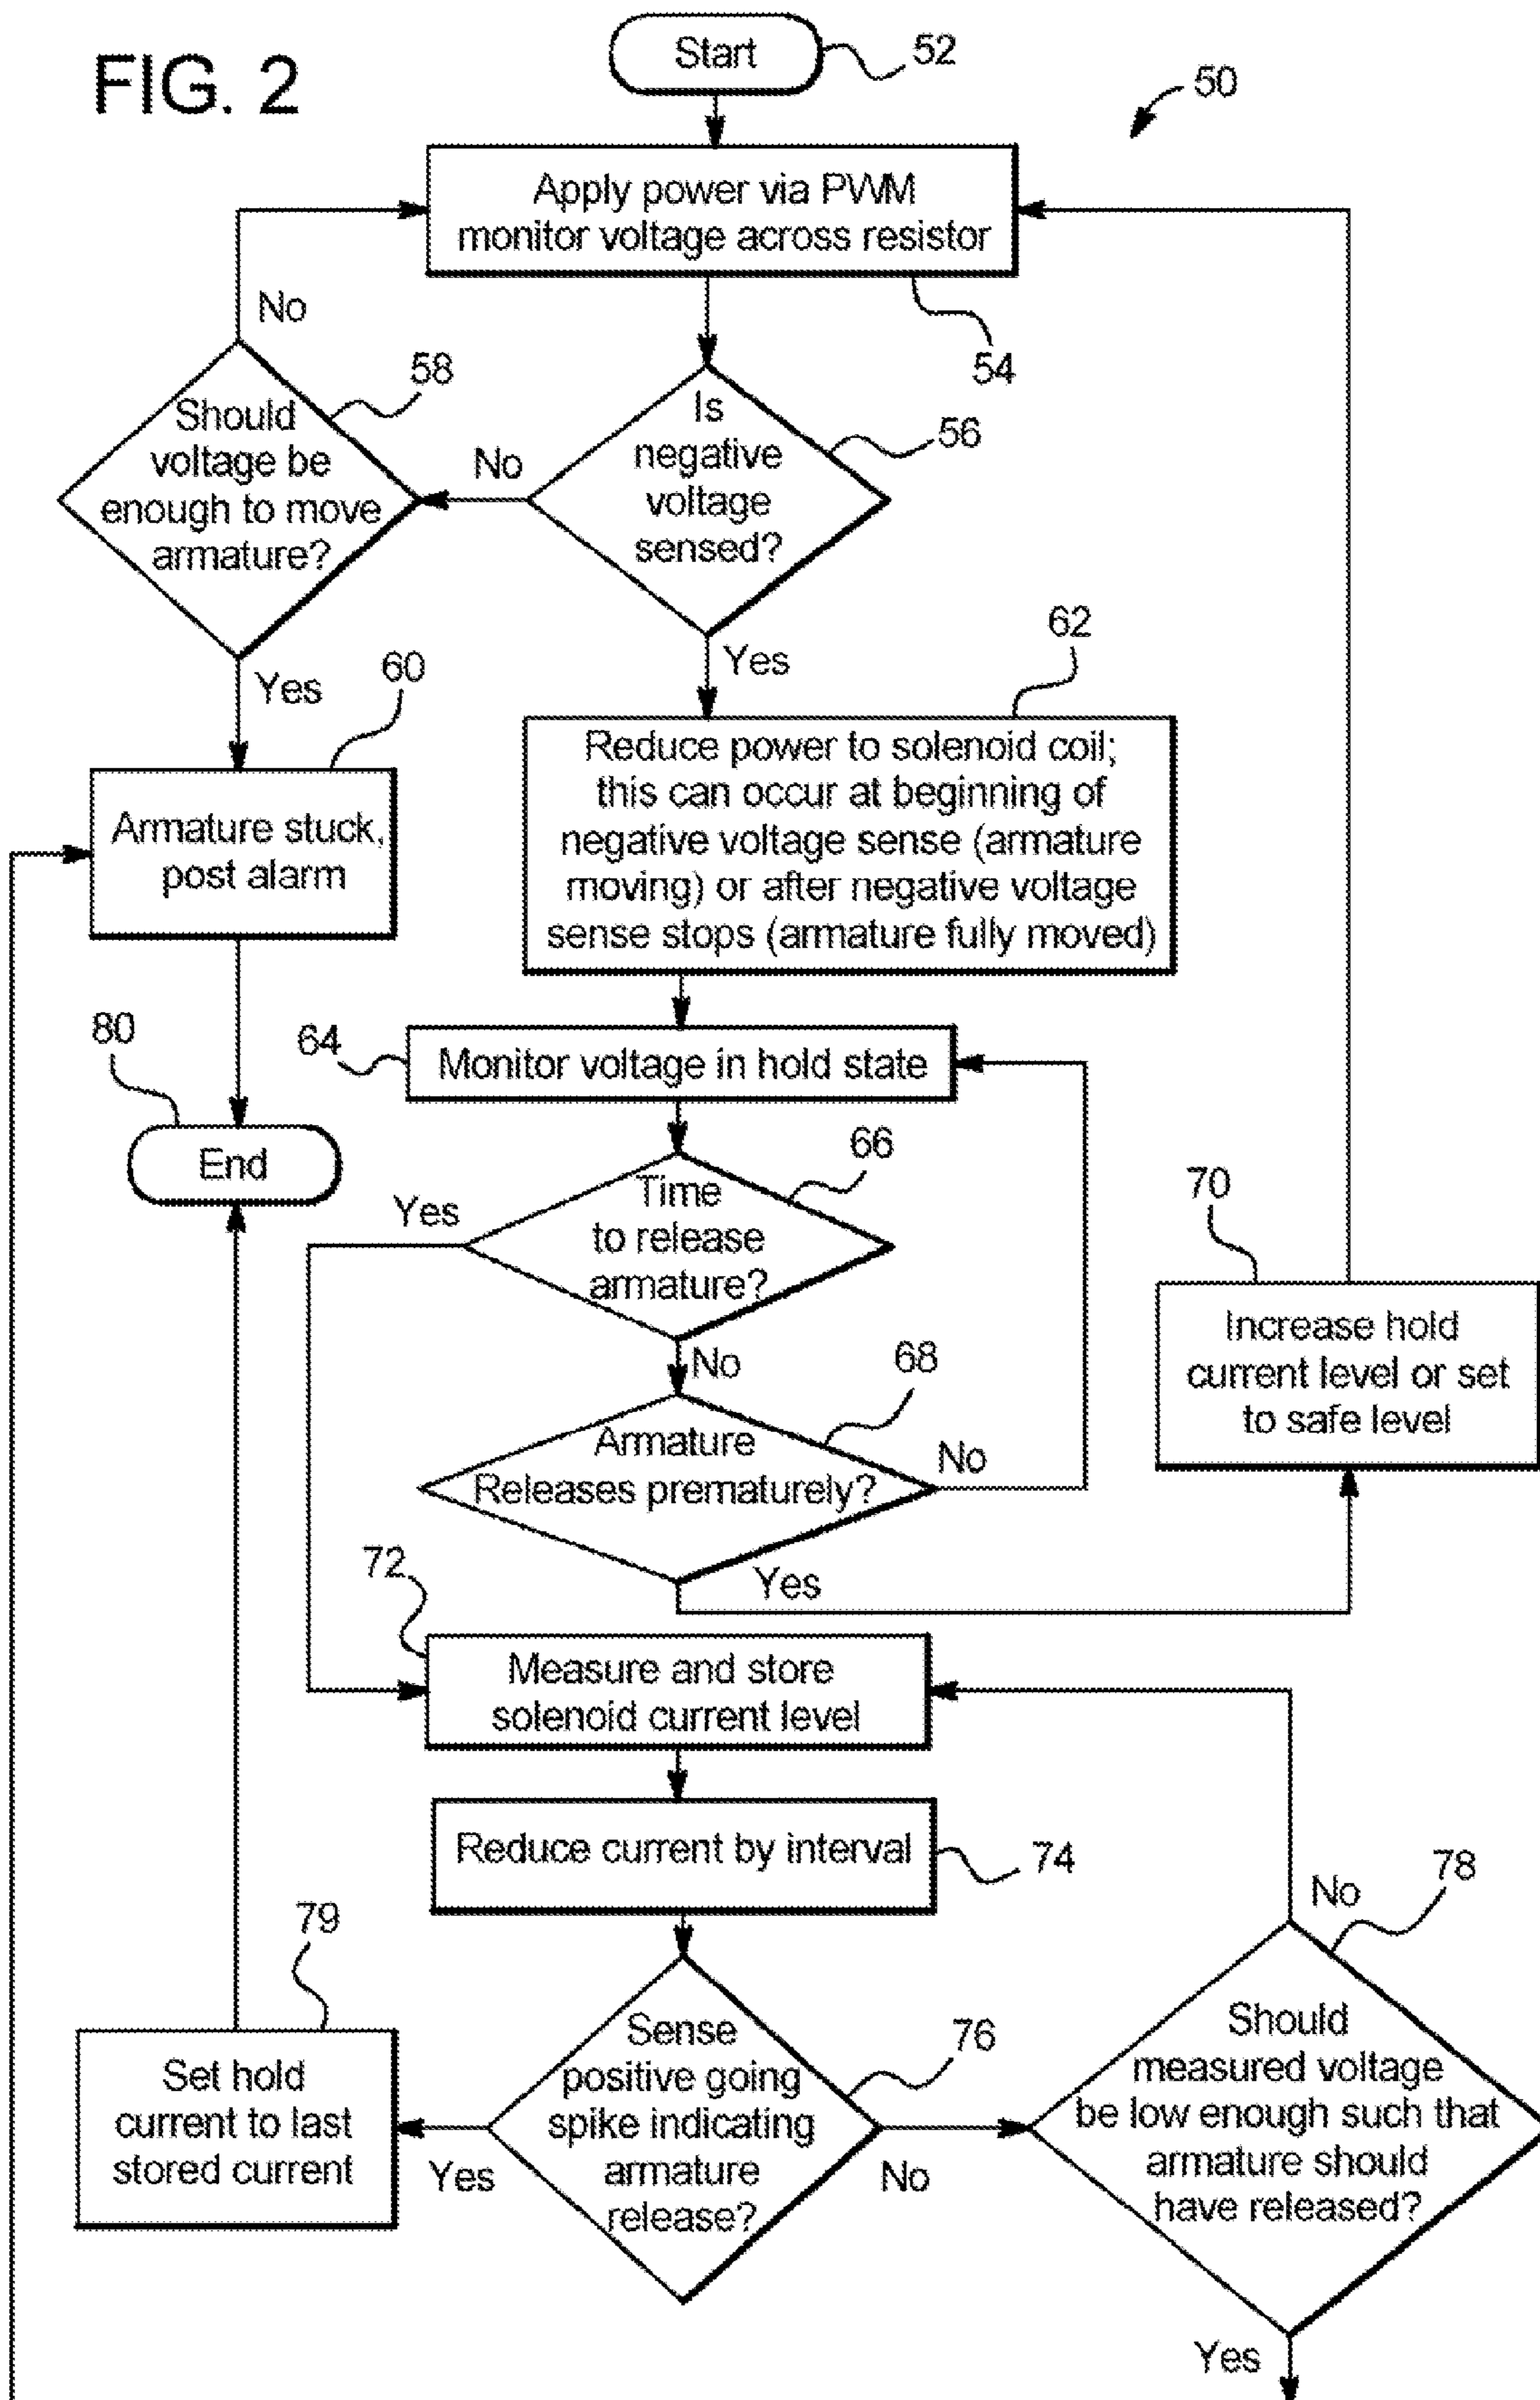 FIG. 2
Start
52
50
Apply power via PWM
monitor voltage across resistor
54
No
58
Should
voltage be
enough to move
armature?
No
Is
negative
voltage
sensed?
56
Yes
60
Yes
62
Armature stuck,
post alarm
Reduce power to solenoid coil;
this can occur at beginning of
negative voltage sense (armature
moving) or after negative voltage
sense stops (armature fully moved)
80
End
64
Monitor voltage in hold state
66
Yes
Time
to release
armature?
70
Increase hold
current level or set
to safe level
No
68
Armature
Releases prematurely?
No
Yes
72
Measure and store
solenoid current level
Reduce current by interval
74
78
No
79
Set hold
current to last
stored current
Yes
Sense
positive going
spike indicating
armature
release?
76
No
Should
measured voltage
be low enough such that
armature should
have released?
Yes